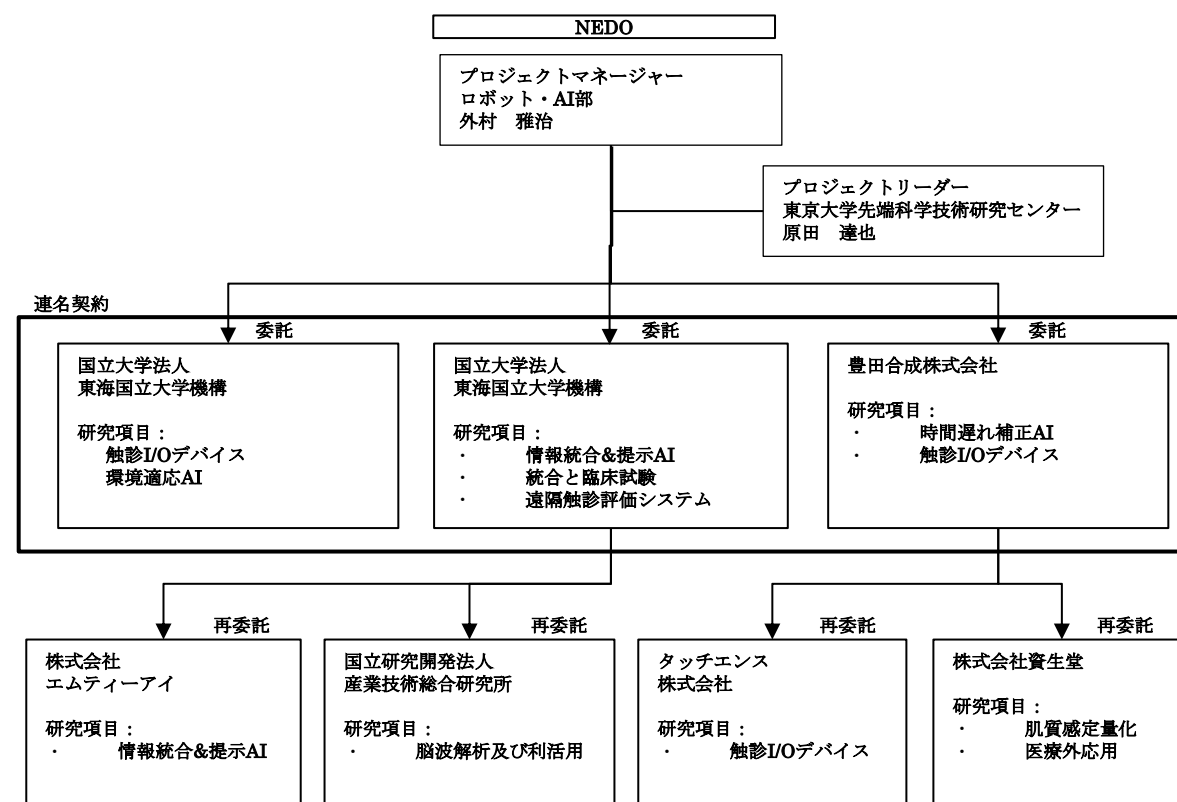 NEDO
プロジェクトマネージャー
ロボット・AI部
外村　雅治
プロジェクトリーダー
東京大学先端科学技術研究センター
原田　達也
連名契約
委託
国立大学法人
東海国立大学機構
研究項目：
触診I/Oデバイス
環境適応AI
委託
国立大学法人
東海国立大学機構
研究項目：
・　情報統合&提示AI
・　統合と臨床試験
・　遠隔触診評価システム
委託
豊田合成株式会社
研究項目：
・　時間遅れ補正AI
・　触診I/Oデバイス
再委託
株式会社
エムティーアイ
研究項目：
・　情報統合&提示AI
再委託
国立研究開発法人
産業技術総合研究所
研究項目：
・　脳波解析及び利活用
再委託
タッチエンス
株式会社
研究項目：
・　触診I/Oデバイス
再委託
株式会社資生堂
研究項目：
・　肌質感定量化
・　医療外応用